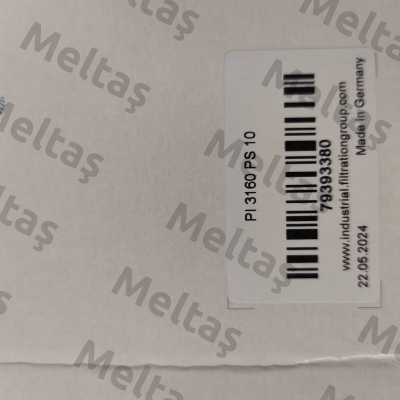 PI 3160 PS 10
79393380
www.industrial.filtrationgroup.com
Made in Germany
22.05.2024
Meltaş
Meltaş
Meltaş
Meltaş
Meltaş
Meltaş
Meltaş
Meltaş
Meltaş